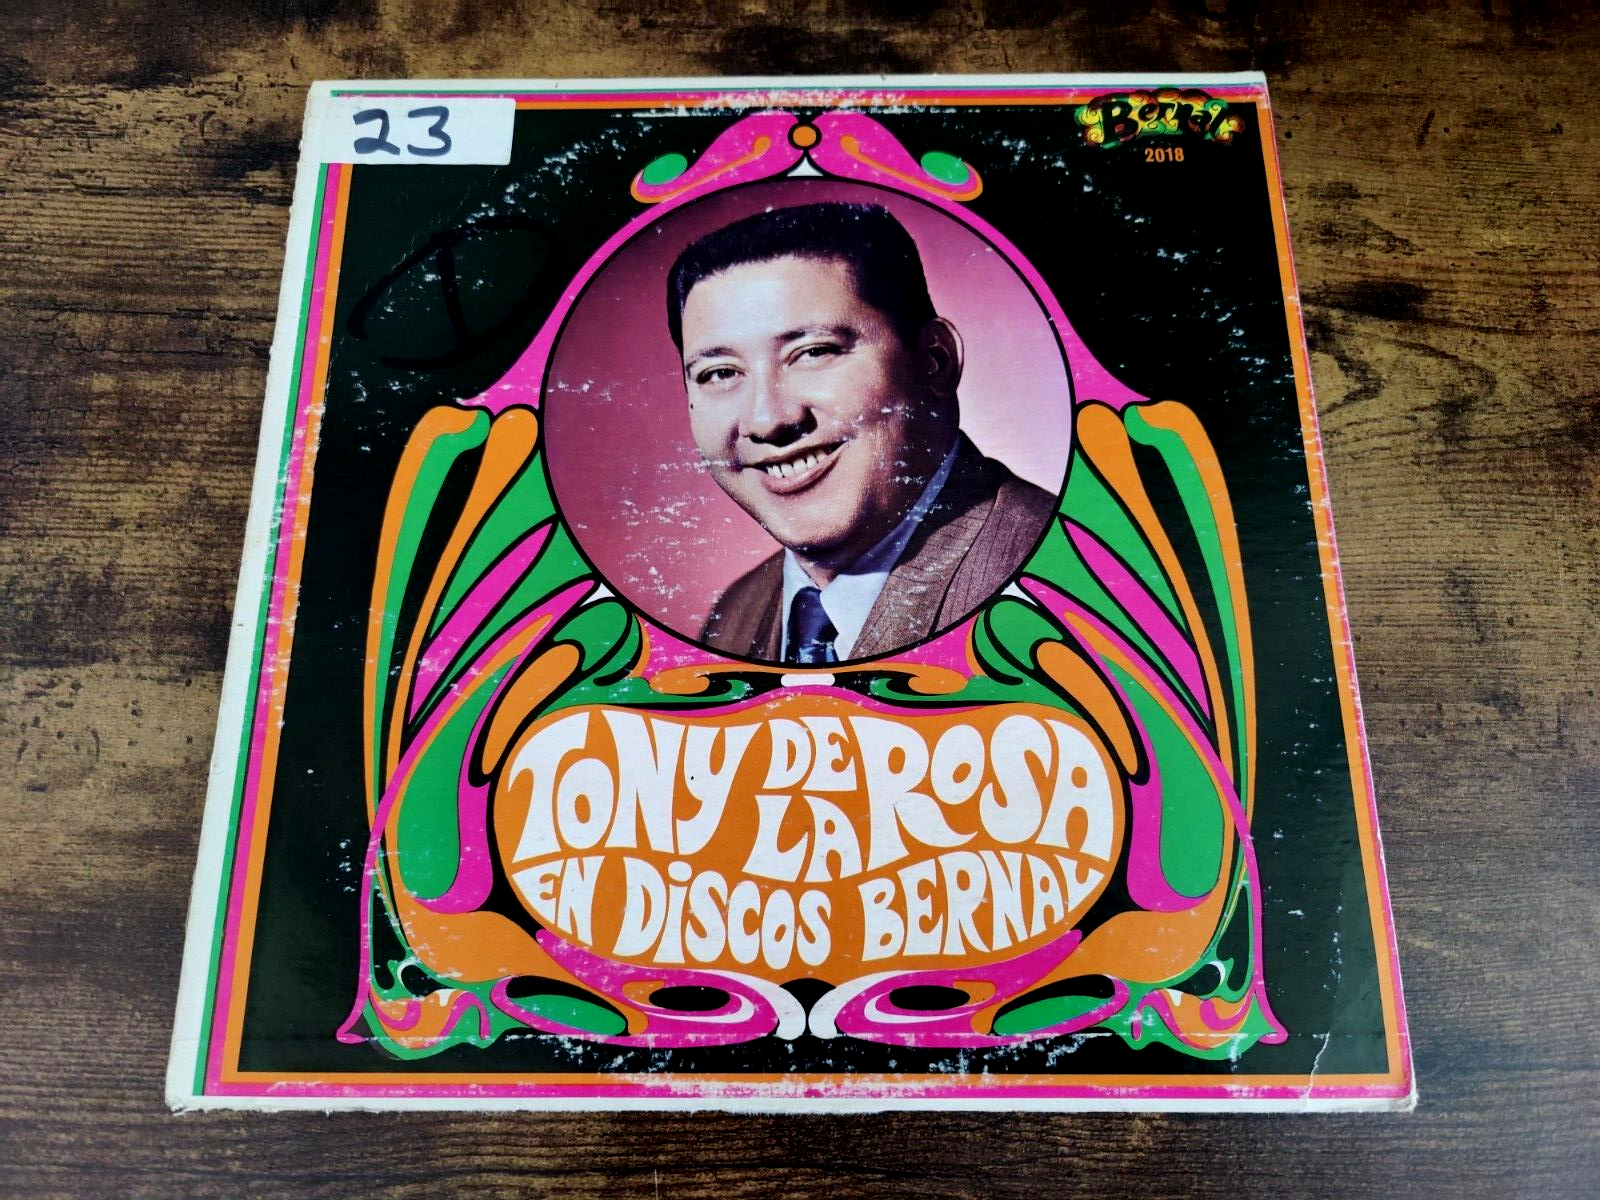 23
Bernal
2018
D
TONY DE LA ROSA
EN DiSCOS BERNAL